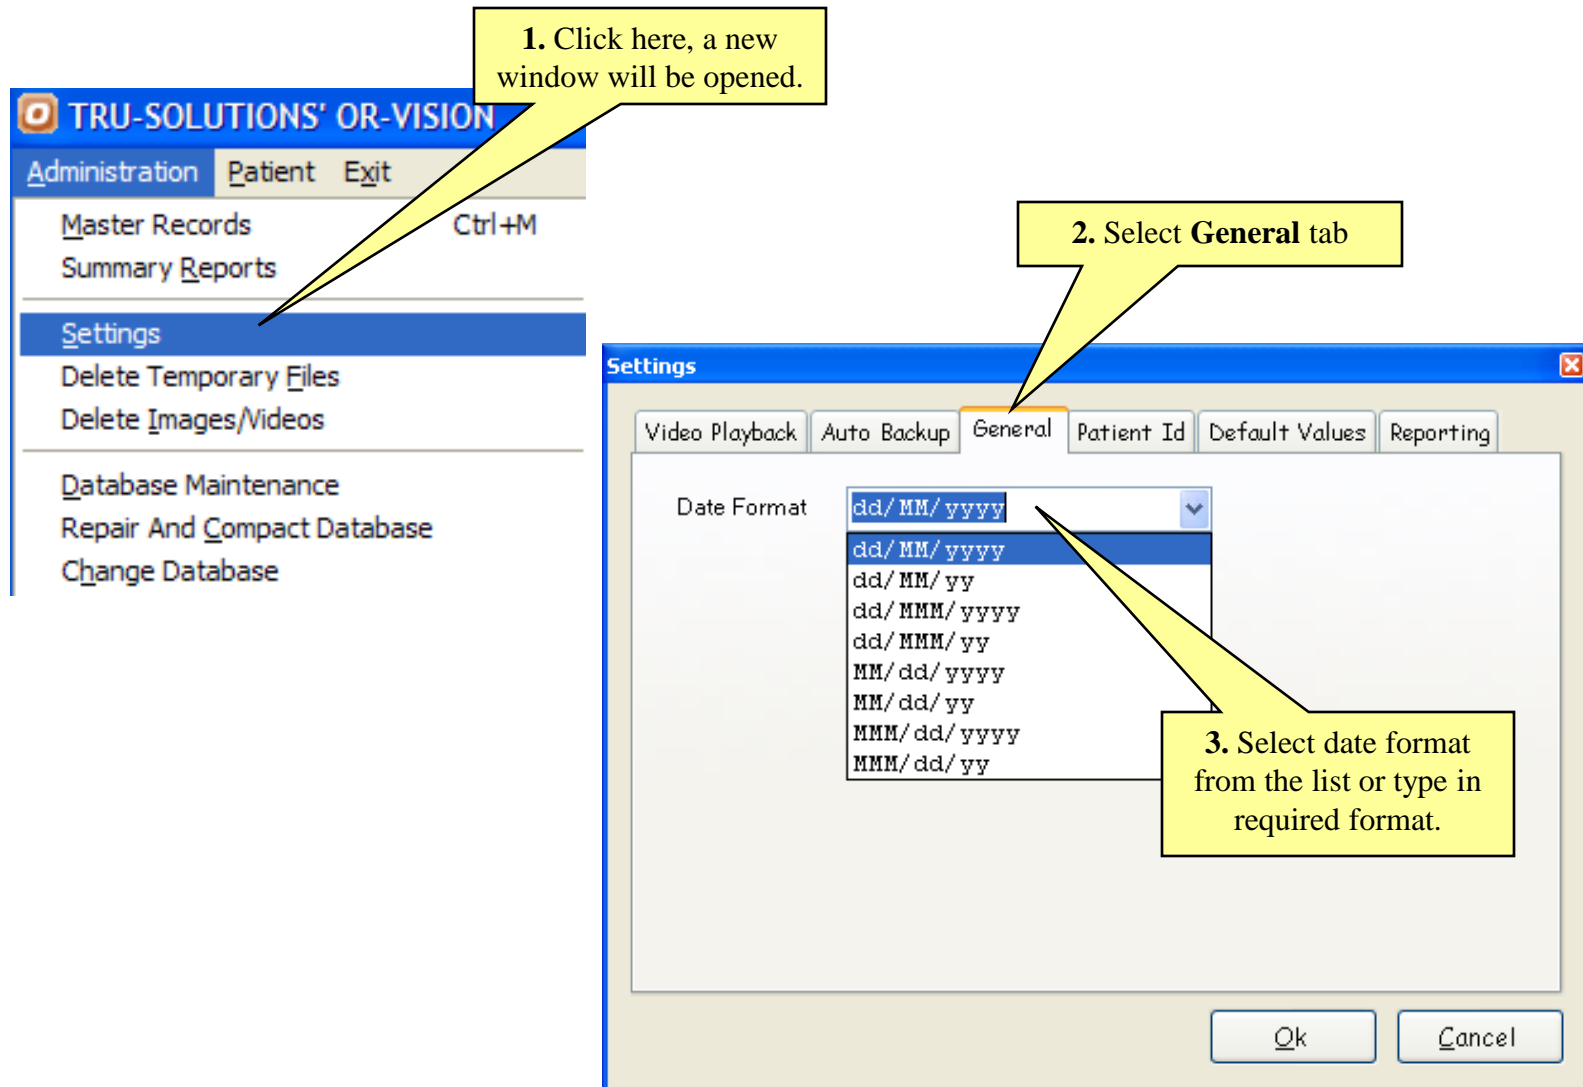 1. Click here, a new
window will be opened.
TRU-SOLUTIONS' OR-VISION
Administration Patient Exit
Master Records Ctrl+M
Summary Reports
Settings
Delete Temporary Files
Delete Images/Videos
Database Maintenance
Repair And Compact Database
Change Database
2. Select General tab
Settings
Video Playback Auto Backup General Patient Id Default Values Reporting
Date Format dd/MM/yyyy
dd/MM/yyyy
dd/MM/yy
dd/MMM/yyyy
dd/MMM/yy
MM/dd/yyyy
MM/dd/yy
MMM/dd/yyyy
MMM/dd/yy
3. Select date format
from the list or type in
required format.
Ok Cancel